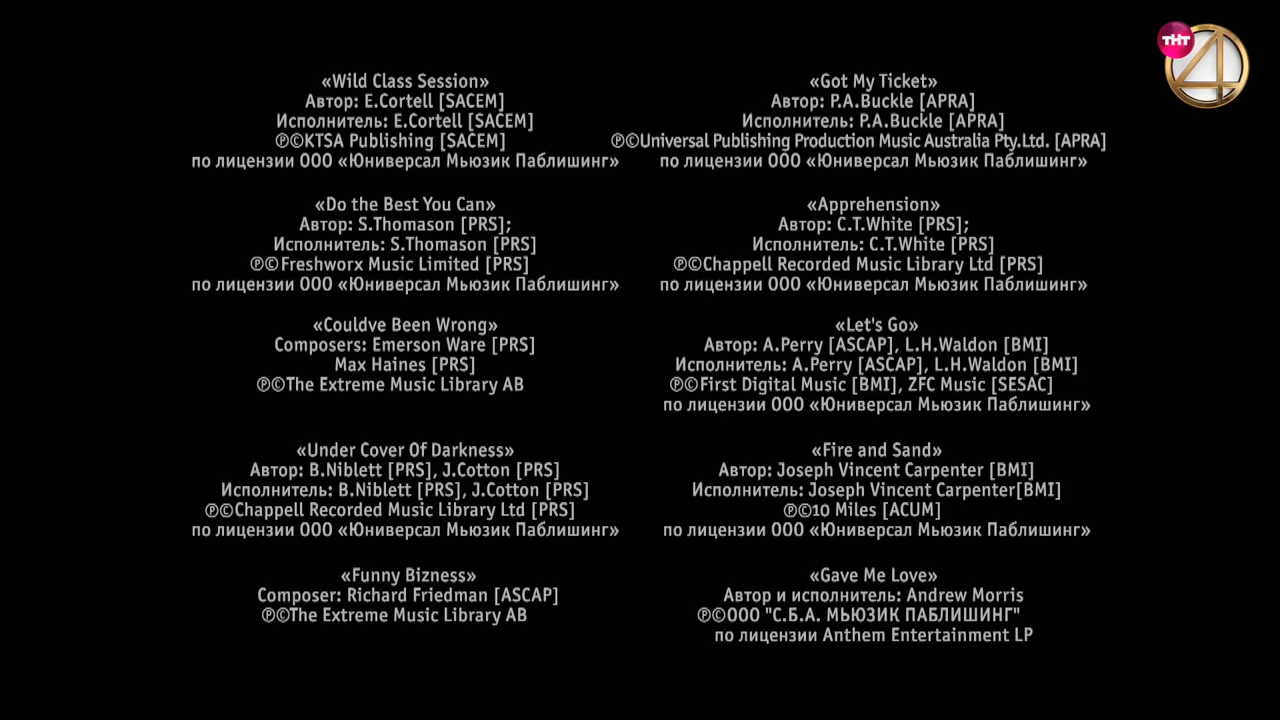 ТНТ
4
«Wild Class Session»
Автор: E.Cortell [SACEM]
Исполнитель: E.Cortell [SACEM]
℗©KTSA Publishing [SACEM]
по лицензии ООО «Юниверсал Мьюзик Паблишинг»
«Do the Best You Can»
Автор: S.Thomason [PRS];
Исполнитель: S.Thomason [PRS]
℗©Freshworx Music Limited [PRS]
по лицензии ООО «Юниверсал Мьюзик Паблишинг»
«Couldve Been Wrong»
Composers: Emerson Ware [PRS]
Max Haines [PRS]
℗©The Extreme Music Library AB
«Under Cover Of Darkness»
Автор: B.Niblett [PRS], J.Cotton [PRS]
Исполнитель: B.Niblett [PRS], J.Cotton [PRS]
℗©Chappell Recorded Music Library Ltd [PRS]
по лицензии ООО «Юниверсал Мьюзик Паблишинг»
«Funny Bizness»
Composer: Richard Friedman [ASCAP]
℗©The Extreme Music Library AB
«Got My Ticket»
Автор: P.A.Buckle [APRA]
Исполнитель: P.A.Buckle [APRA]
℗©Universal Publishing Production Music Australia Pty.Ltd. [APRA]
по лицензии ООО «Юниверсал Мьюзик Паблишинг»
«Apprehension»
Автор: C.T.White [PRS];
Исполнитель: C.T.White [PRS]
℗©Chappell Recorded Music Library Ltd [PRS]
по лицензии ООО «Юниверсал Мьюзик Паблишинг»
«Let's Go»
Автор: A.Perry [ASCAP], L.H.Waldon [BMI]
Исполнитель: A.Perry [ASCAP], L.H.Waldon [BMI]
℗©First Digital Music [BMI], ZFC Music [SESAC]
по лицензии ООО «Юниверсал Мьюзик Паблишинг»
«Fire and Sand»
Автор: Joseph Vincent Carpenter [BMI]
Исполнитель: Joseph Vincent Carpenter[BMI]
℗©10 Miles [ACUM]
по лицензии ООО «Юниверсал Мьюзик Паблишинг»
«Gave Me Love»
Автор и исполнитель: Andrew Morris
℗©ООО "С.Б.А. МЬЮЗИК ПАБЛИШИНГ"
по лицензии Anthem Entertainment LP